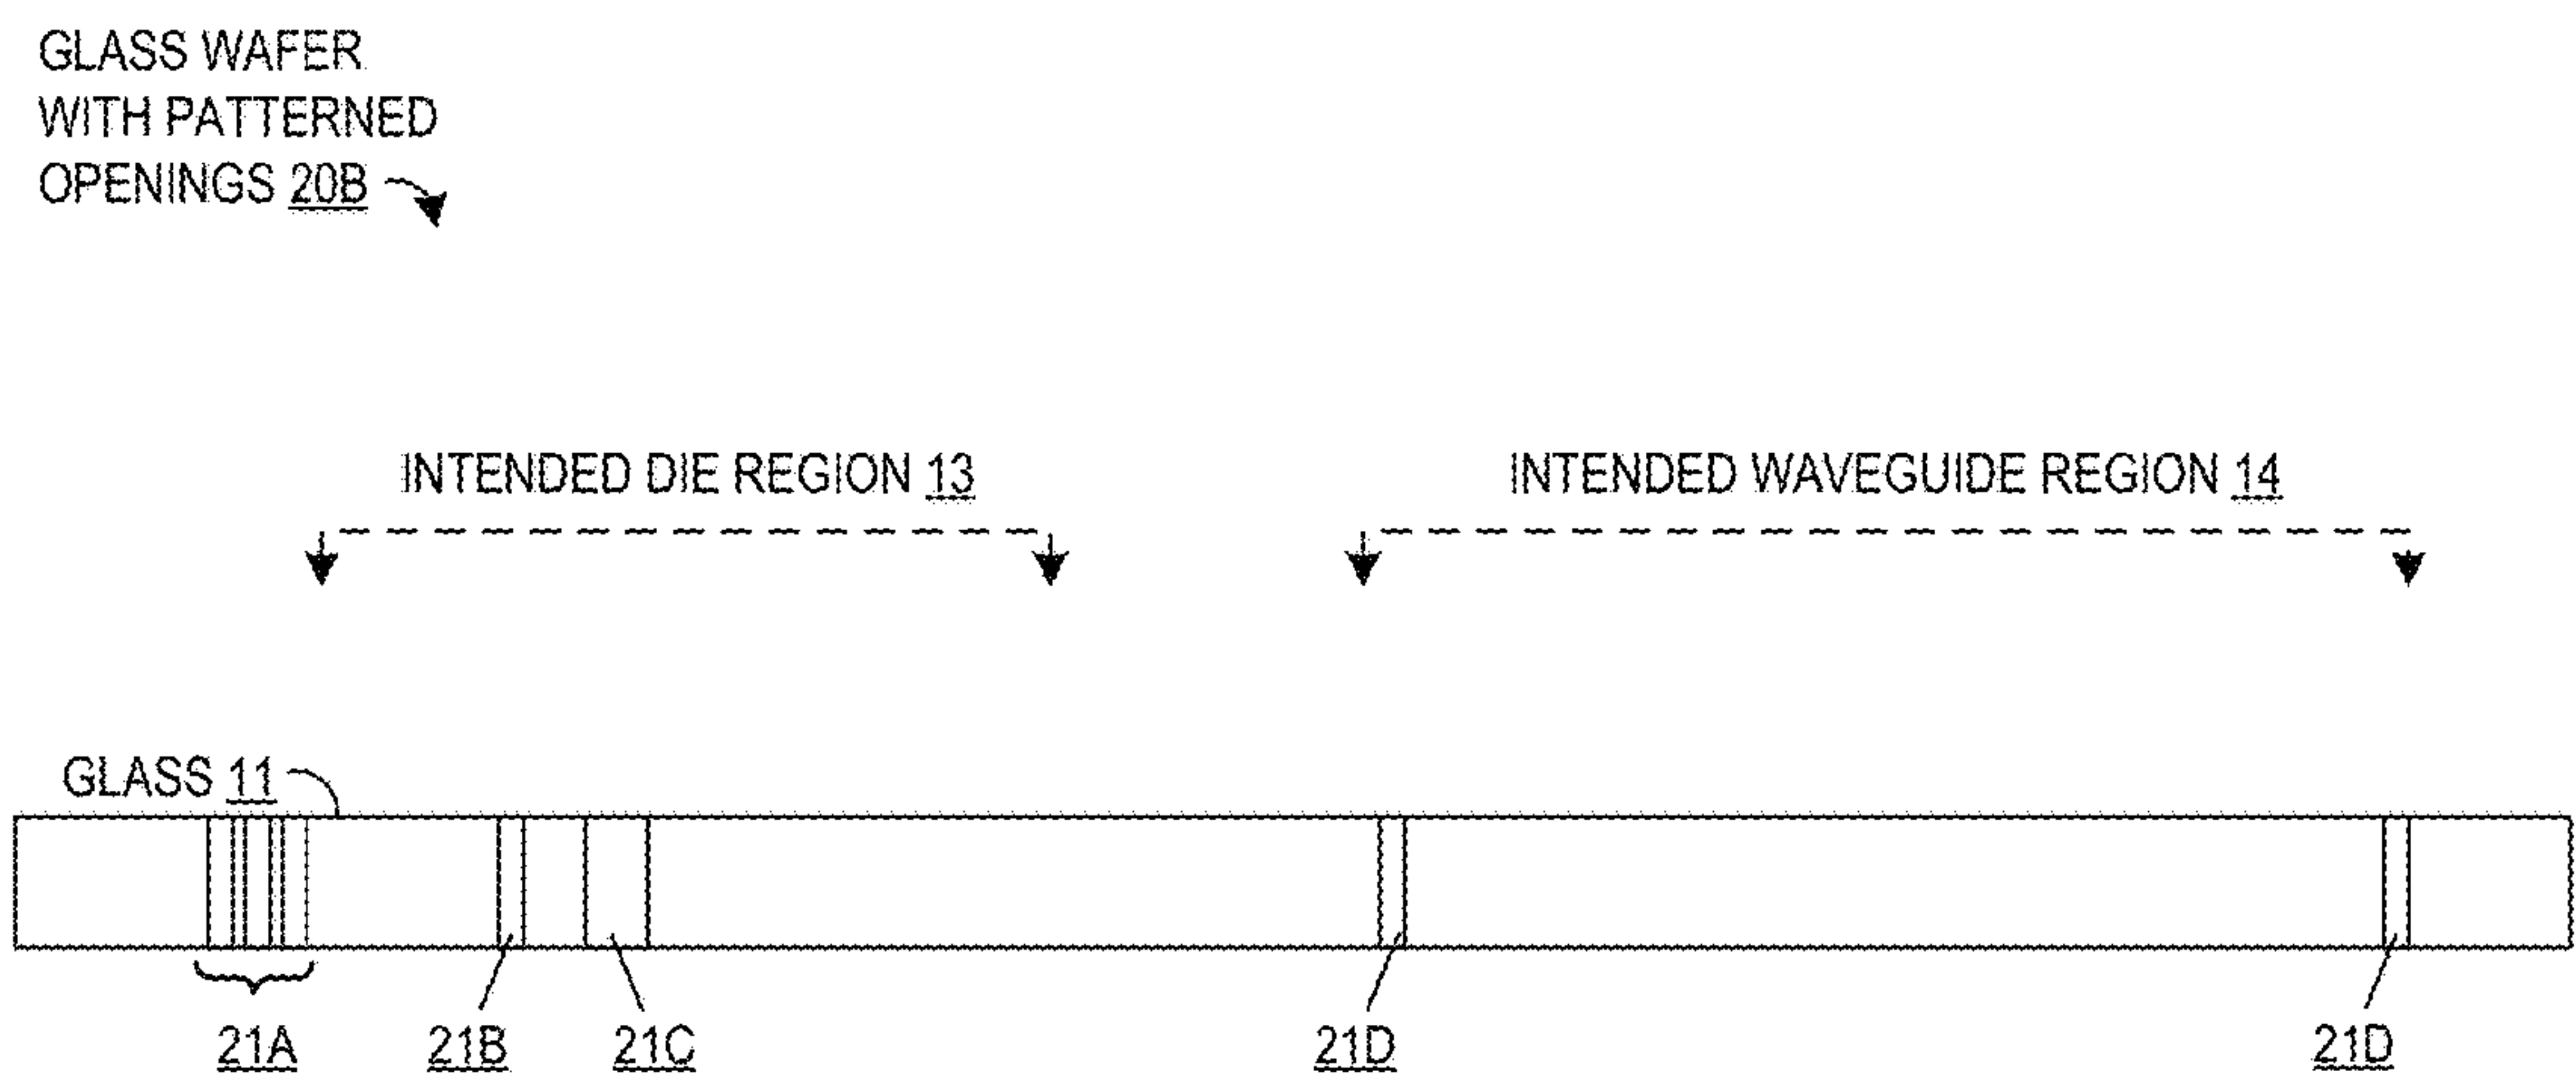 GLASS WAFER
WITH PATTERNED
OPENINGS 20B
INTENDED DIE REGION 13
INTENDED WAVEGUIDE REGION 14
GLASS 11
21A
21B
21C
21D
21D